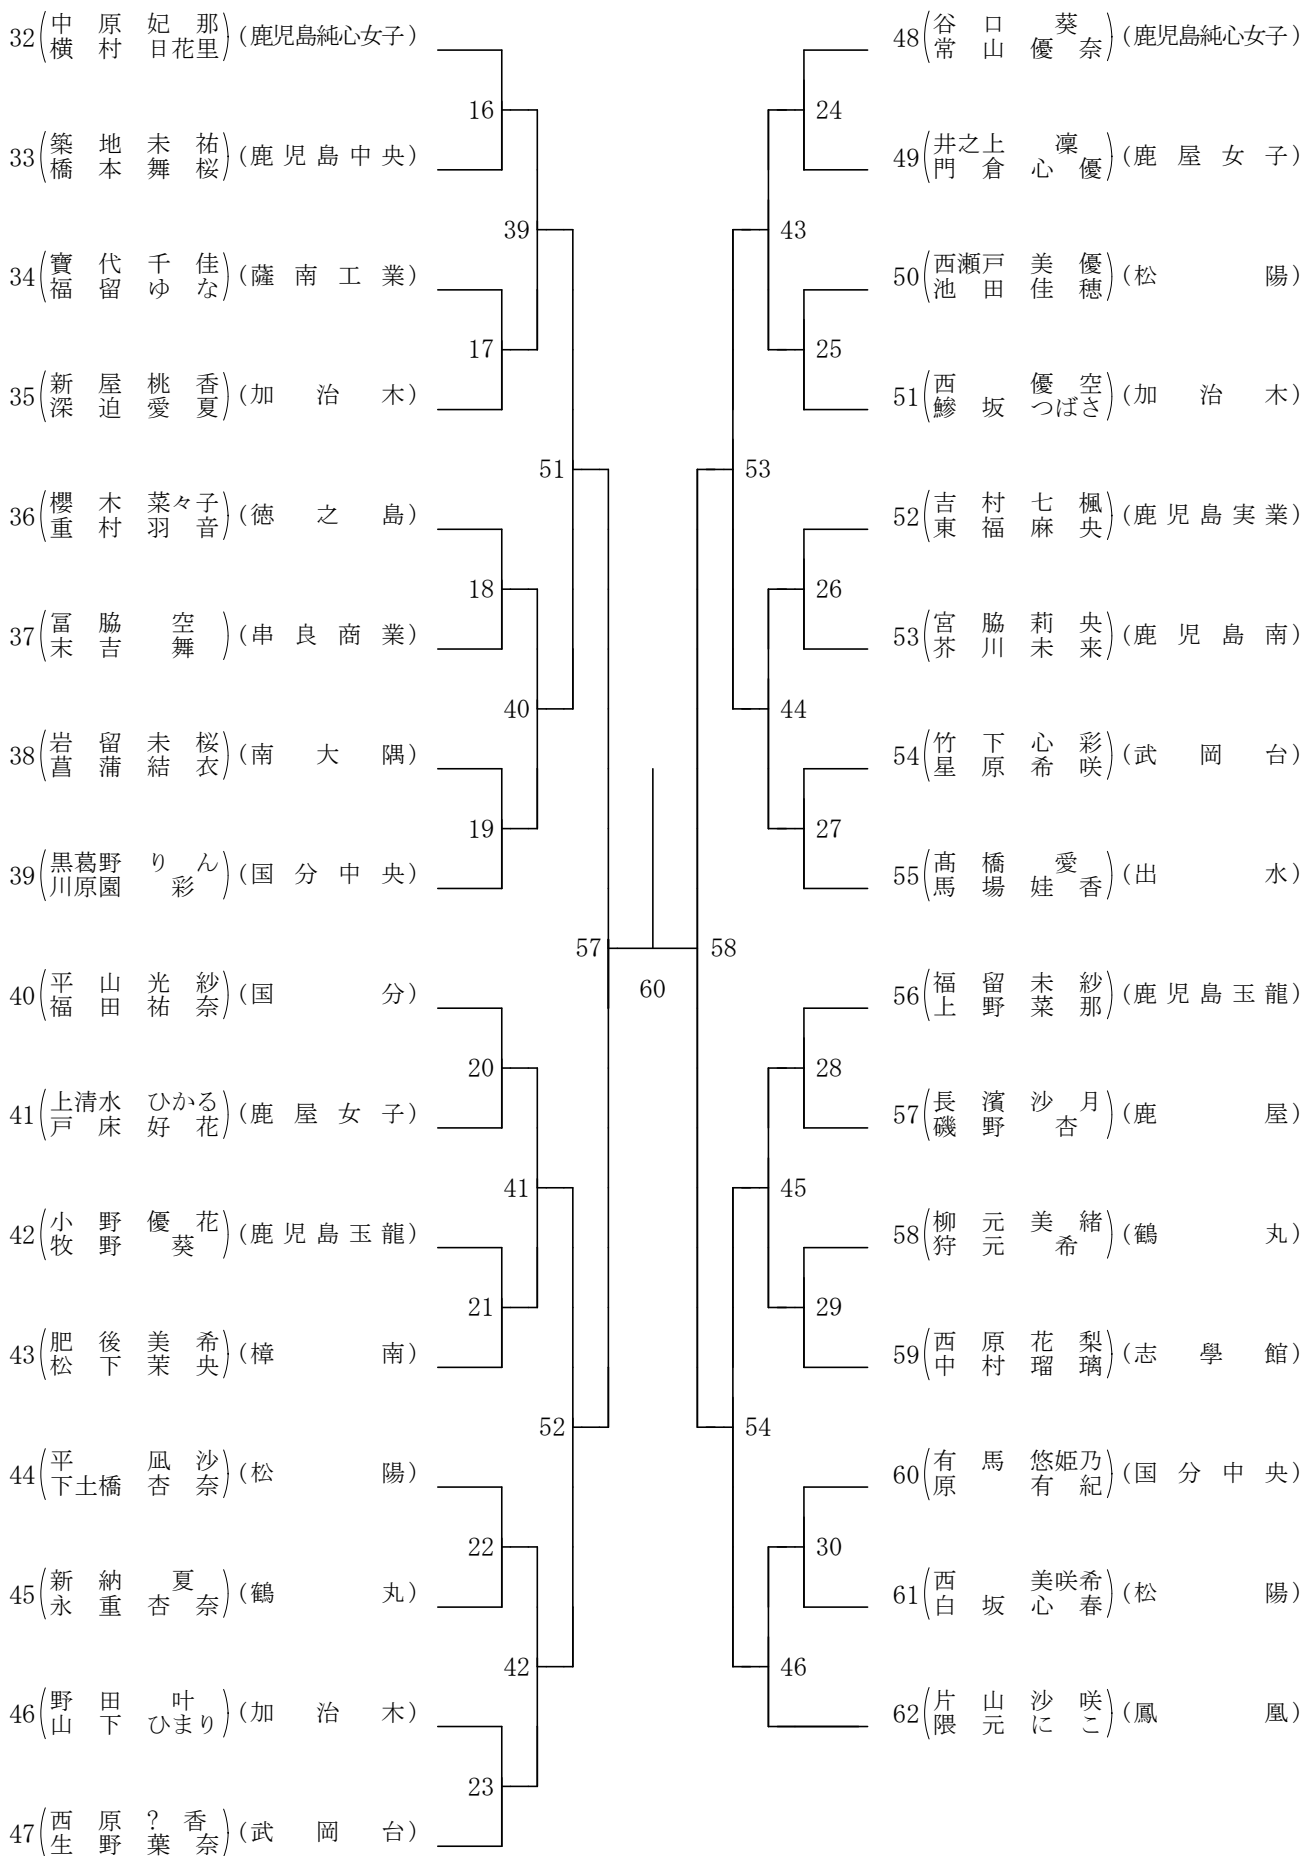 32(中原妃那 横村日花里)(鹿児島純心女子)
16
33(築地未祐 橋本舞桜)(鹿児島中央)
39
34(寶代千佳 福留ゆな)(薩南工業)
17
35(新屋桃香 深迫愛夏)(加治木)
51
36(櫻木菜々子 重村羽音)(徳之島)
18
37(冨脇空 末吉舞)(串良商業)
40
38(岩留未桜 菖蒲結衣)(南大隅)
19
39(黒葛野りん 川原園彩)(国分中央)
57
40(平山光紗 福田祐奈)(国分)
20
41(上清水ひかる 戸床好花)(鹿屋女子)
41
42(小野優花 牧野葵)(鹿児島玉龍)
21
43(肥後美希 松下茉央)(樟南)
52
44(平凪沙 下土橋杏奈)(松陽)
22
45(新納夏 永重杏奈)(鶴丸)
42
46(野田叶 山下ひまり)(加治木)
23
47(西原?香 生野葉奈)(武岡台)
60
48(谷口葵 常山優奈)(鹿児島純心女子)
24
49(井之上凜 門倉心優)(鹿屋女子)
43
50(西瀬戸美優 池田佳穂)(松陽)
25
51(西優空 鰺坂つばさ)(加治木)
53
52(吉村七楓 東福麻央)(鹿児島実業)
26
53(宮脇莉央 芥川未来)(鹿児島南)
44
54(竹下心彩 星原希咲)(武岡台)
27
55(髙橋愛 馬場娃香)(出水)
58
56(福留未紗 上野菜那)(鹿児島玉龍)
28
57(長濱沙月 磯野杏)(鹿屋)
45
58(柳元美緒 狩元希)(鶴丸)
29
59(西原花梨 中村瑠璃)(志學館)
54
60(有馬悠姫乃 原有紀)(国分中央)
30
61(西美咲希 白坂心春)(松陽)
46
62(片山沙咲 隈元にこ)(鳳凰)